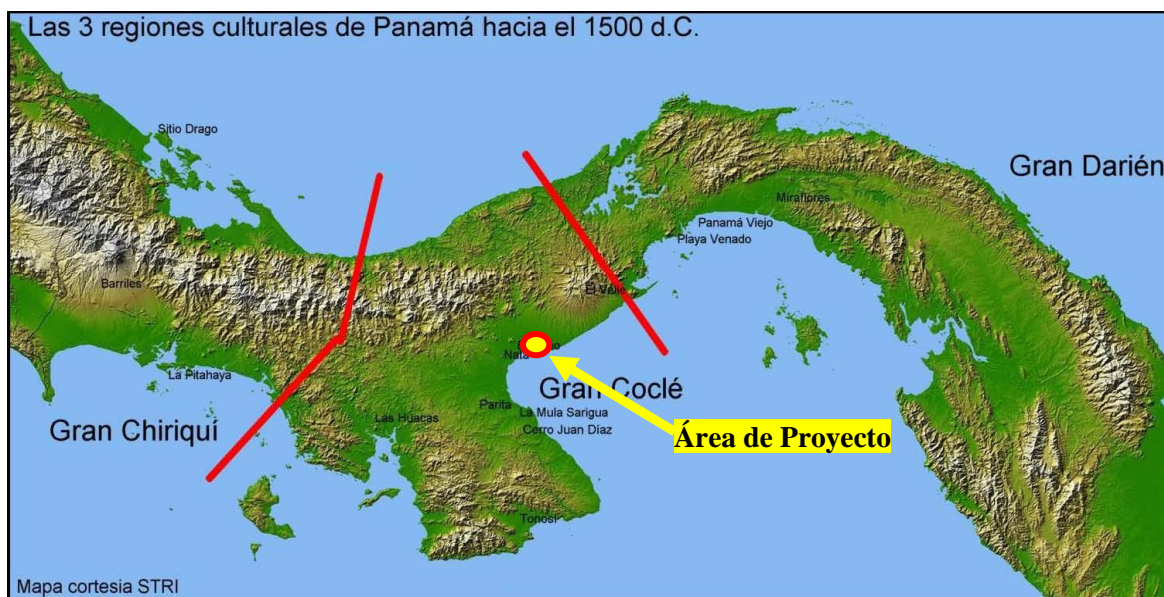 Las 3 regiones culturales de Panamá hacia el 1500 d.C.
Sitio Drago
Gran Darién
Miraflores
Panamá Viejo
Playa Venado
Barriles
El Valle
Nata
La Pitahaya
Gran Coclé
Parita
La Mula Sarigua
Las Huacas
Gran Chiriquí
Cerro Juan Díaz
Área de Proyecto
Tonosí
Mapa cortesia STRI